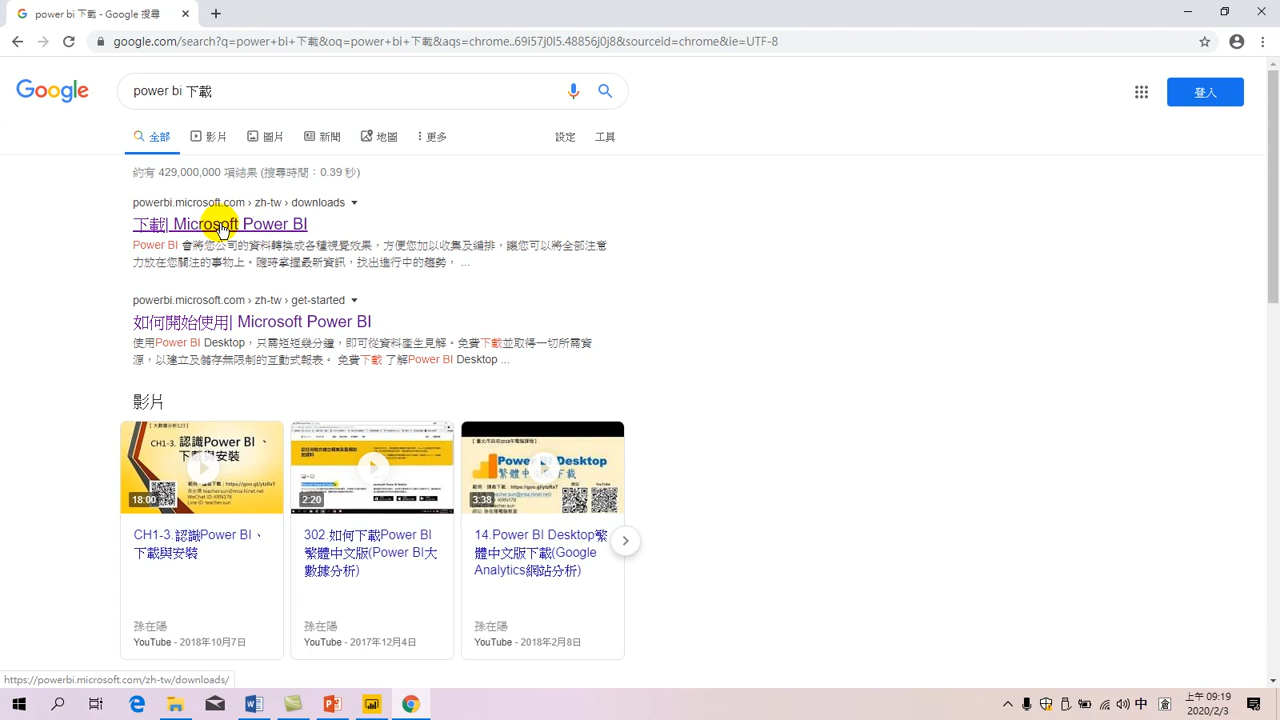 power bi 下載 - Google 搜尋
google.com/search?q=power+bi+下載&oq=power+bi+下載&aqs=chrome..69i57j0l5.48856j0j8&sourceid=chrome&ie=UTF-8
Google
power bi 下載
登入
全部 影片 圖片 新聞 地圖 更多 設定 工具
約有 429,000,000 項結果 (搜尋時間：0.39 秒)
powerbi.microsoft.com › zh-tw › downloads
下載| Microsoft Power BI
Power BI 會將您公司的資料轉換成各種視覺效果，方便您加以收集及編排，讓您可以將全部注意
力放在您關注的事物上。隨時掌握最新資訊，找出進行中的趨勢， ...
powerbi.microsoft.com › zh-tw › get-started
如何開始使用| Microsoft Power BI
使用Power BI Desktop，只需短短幾分鐘，即可從資料產生見解。免費下載並取得一切所需資
源，以建立及儲存無限制的互動式報表。 免費下載 了解Power BI Desktop ...
影片
CH1-3. 認識Power BI、
18:00
2:20
Power BI Desktop
3:38
CH1-3.認識Power BI、
下載與安裝
孫在陽
YouTube - 2018年10月7日
302.如何下載Power BI
繁體中文版(Power BI大
數據分析)
孫在陽
YouTube - 2017年12月4日
14.Power BI Desktop繁
體中文版下載(Google
Analytics網站分析)
孫在陽
YouTube - 2018年2月8日
https://powerbi.microsoft.com/zh-tw/downloads/
中
上午 09:19
2020/2/3